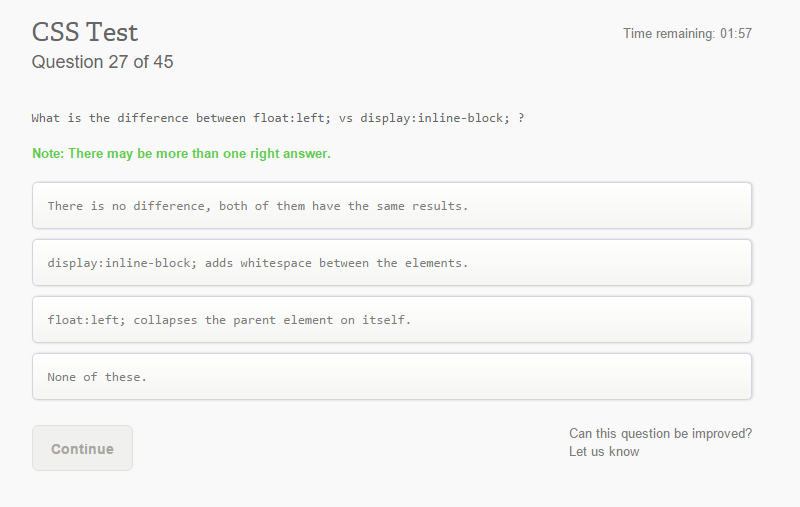 CSS Test
Time remaining: 01:57
Question 27 of 45
What is the difference between float:left; vs display:inline-block; ?
Note: There may be more than one right answer.
There is no difference, both of them have the same results.
display:inline-block; adds whitespace between the elements.
float:left; collapses the parent element on itself.
None of these.
Continue
Can this question be improved?
Let us know